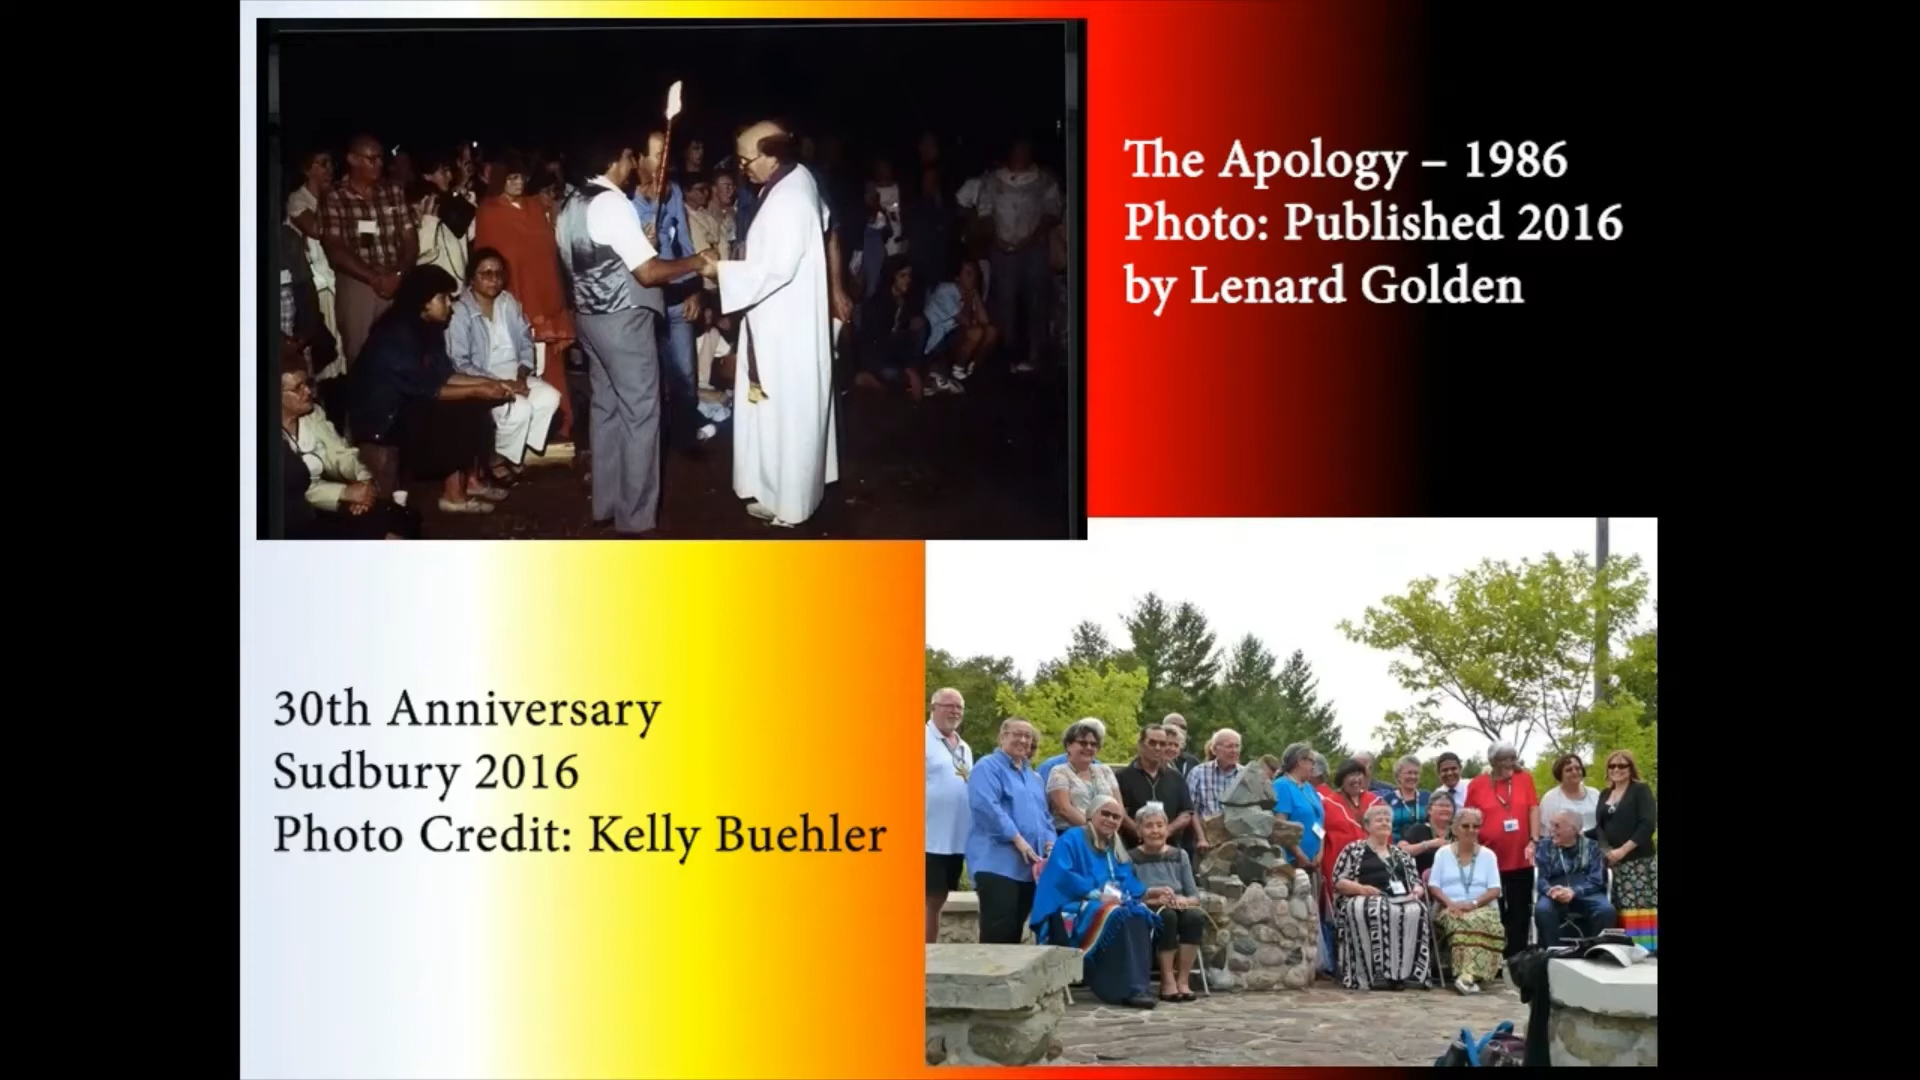 The Apology – 1986
Photo: Published 2016
by Lenard Golden
30th Anniversary
Sudbury 2016
Photo Credit: Kelly Buehler